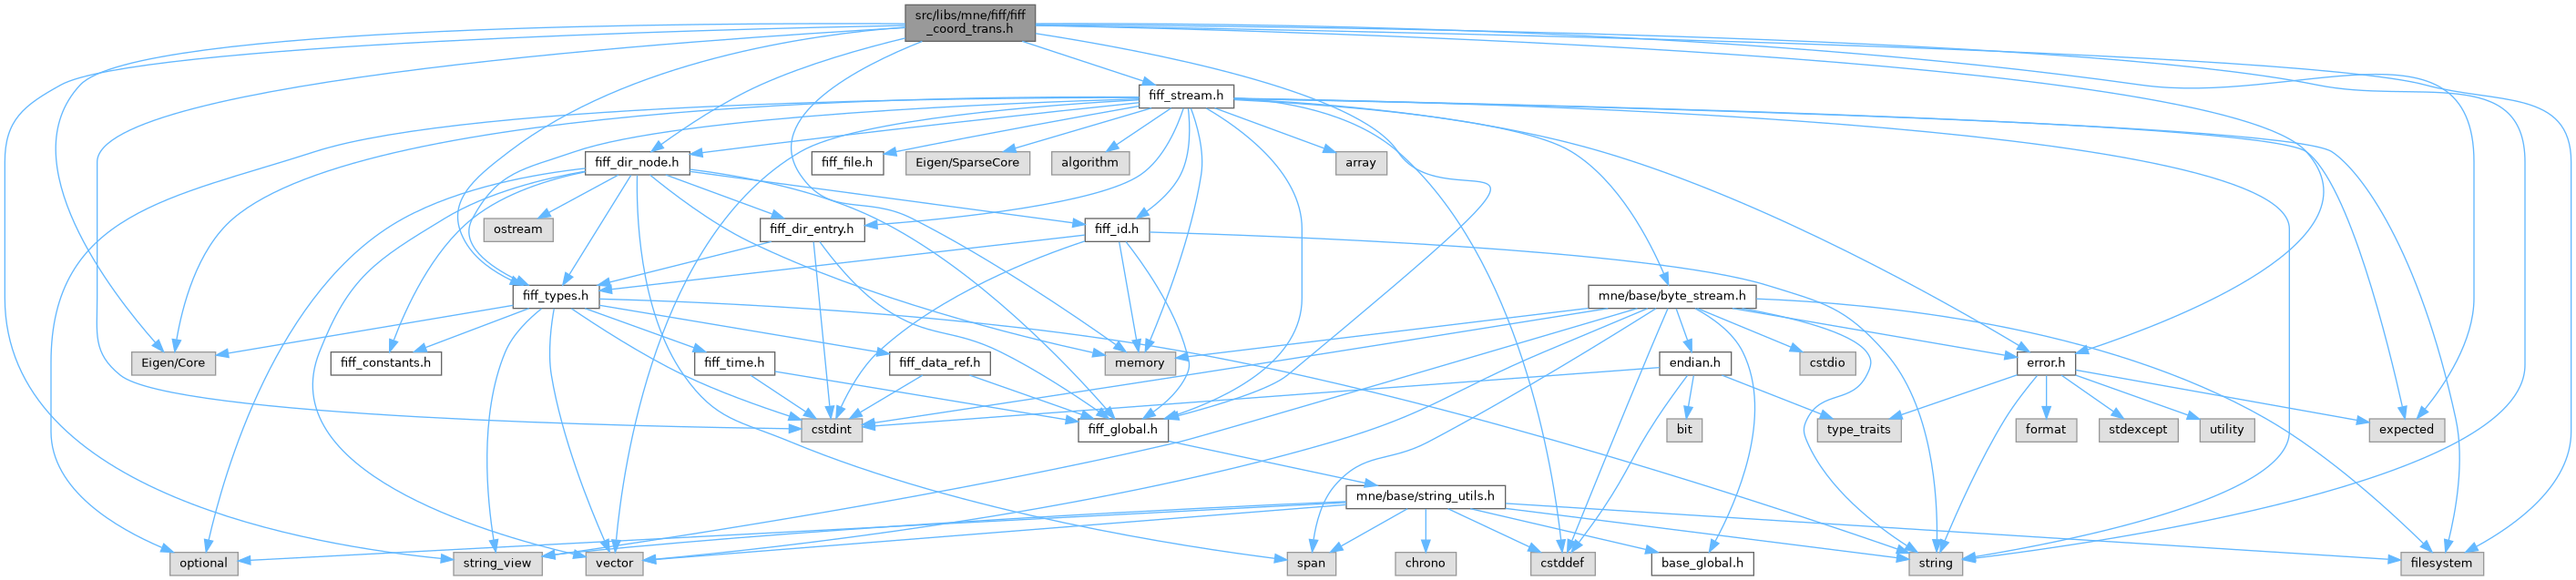 src/libs/mne/fiff/fiff
_coord_trans.h
fiff_stream.h
fiff_dir_node.h
fiff_file.h
Eigen/SparseCore
algorithm
array
ostream
fiff_dir_entry.h
fiff_id.h
fiff_types.h
mne/base/byte_stream.h
Eigen/Core
fiff_constants.h
fiff_time.h
fiff_data_ref.h
memory
endian.h
cstdio
error.h
cstdint
fiff_global.h
bit
type_traits
format
stdexcept
utility
expected
mne/base/string_utils.h
optional
string_view
vector
span
chrono
cstddef
base_global.h
string
filesystem